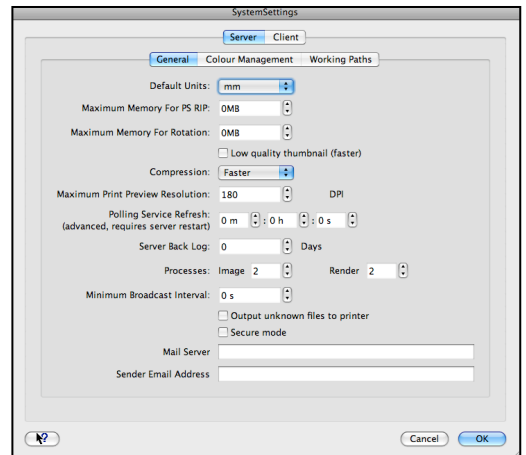 SystemSettings
Server Client
General Colour Management Working Paths
Default Units: mm
Maximum Memory For PS RIP: 0MB
Maximum Memory For Rotation: 0MB
Low quality thumbnail (faster)
Compression: Faster
Maximum Print Preview Resolution: 180 DPI
Polling Service Refresh:
(advanced, requires server restart) 0 m : 0 h : 0 s
Server Back Log: 0 Days
Processes: Image 2 Render 2
Minimum Broadcast Interval: 0 s
Output unknown files to printer
Secure mode
Mail Server
Sender Email Address
? Cancel OK